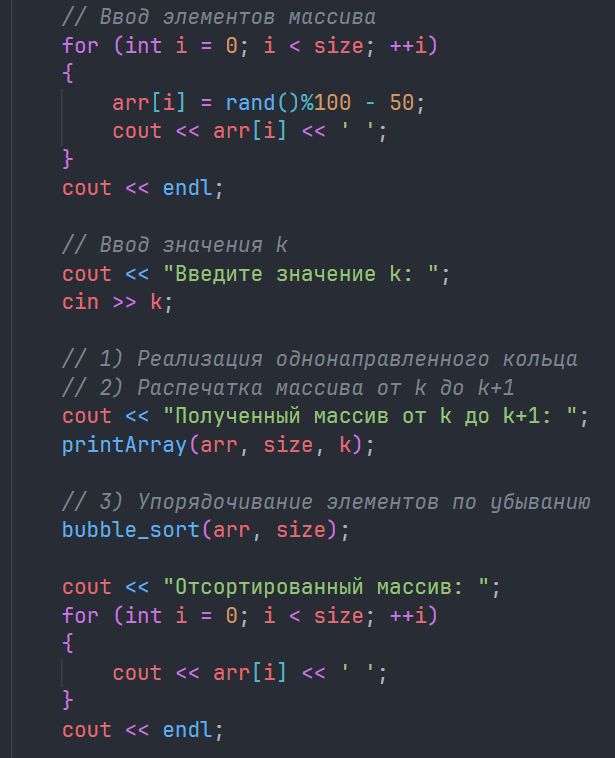 // Ввод элементов массива
for (int i = 0; i < size; ++i)
{
    arr[i] = rand()%100 - 50;
    cout << arr[i] << ' ';
}
cout << endl;

// Ввод значения k
cout << "Введите значение k: ";
cin >> k;

// 1) Реализация однонаправленного кольца
// 2) Распечатка массива от k до k+1
cout << "Полученный массив от k до k+1: ";
printArray(arr, size, k);

// 3) Упорядочивание элементов по убыванию
bubble_sort(arr, size);

cout << "Отсортированный массив: ";
for (int i = 0; i < size; ++i)
{
    cout << arr[i] << ' ';
}
cout << endl;